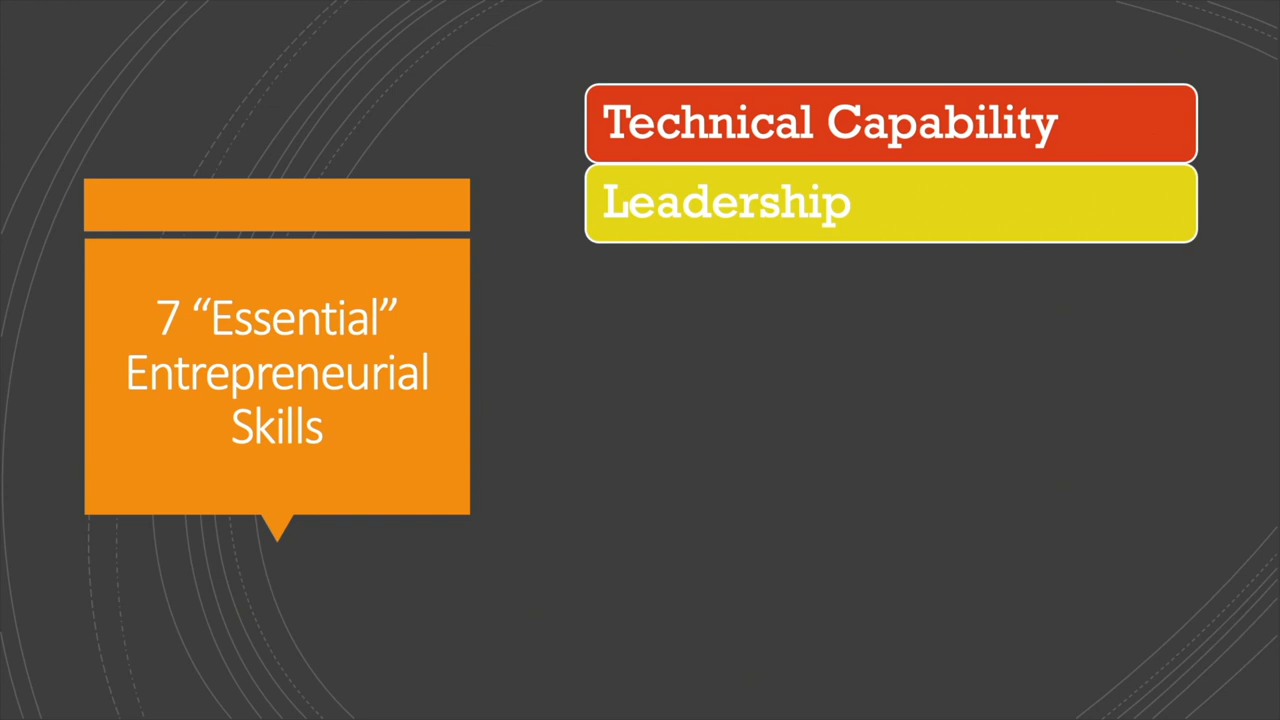 7 “Essential”
Entrepreneurial
Skills
Technical Capability
Leadership